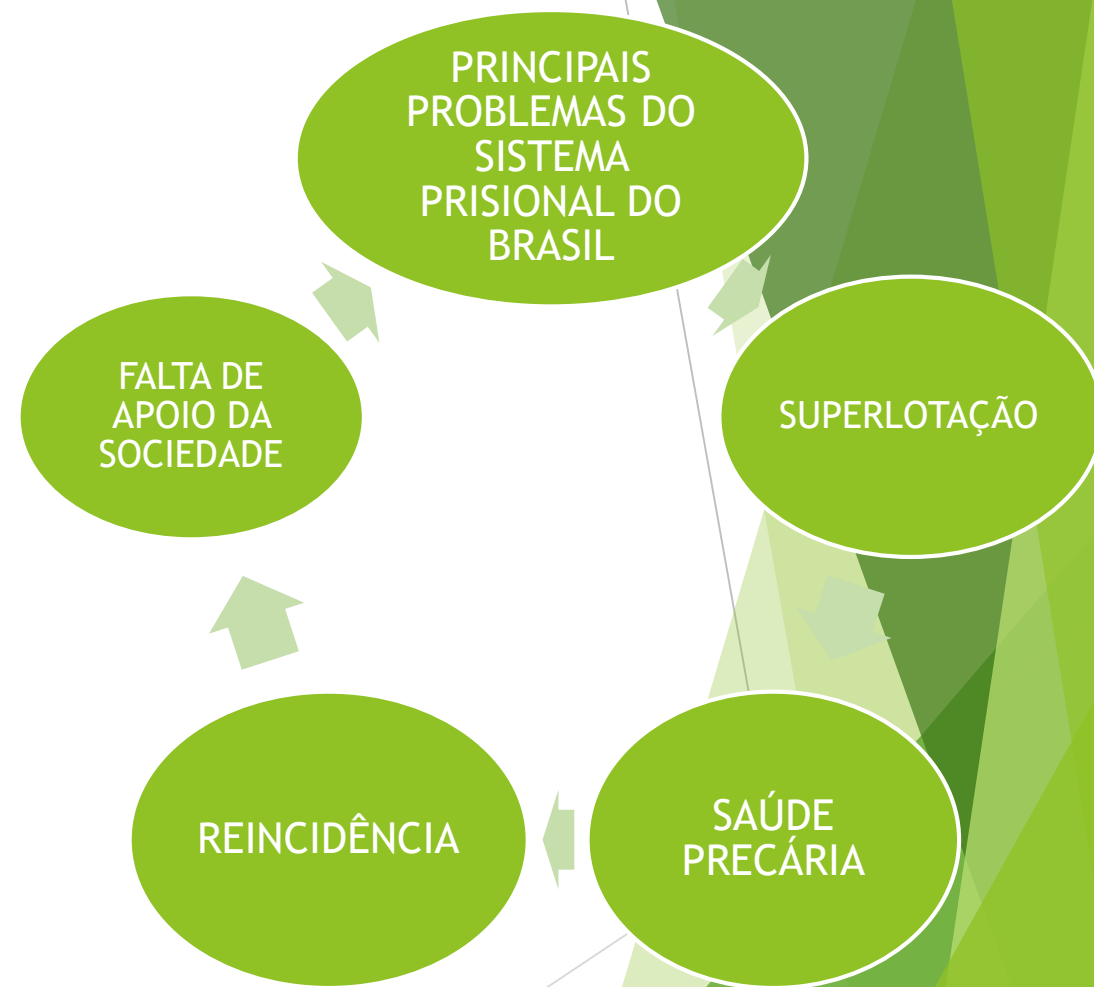 PRINCIPAIS
PROBLEMAS DO
SISTEMA
PRISIONAL DO
BRASIL
SUPERLOTAÇÃO
SAÚDE
PRECÁRIA
REINCIDÊNCIA
FALTA DE
APOIO DA
SOCIEDADE